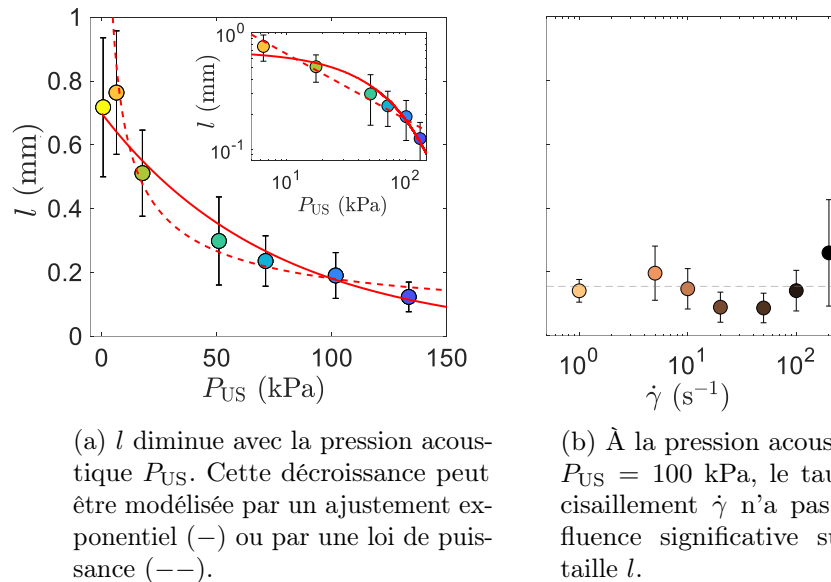 1
0.8
0.6
0.4
0.2
0
l (mm)
0
50
100
150
P_US (kPa)
10^0
10^-1
l (mm)
10^1
10^2
P_US (kPa)
10^0
10^1
10^2
γ̇ (s^-1)
(a) l diminue avec la pression acous-
tique P_US. Cette décroissance peut
être modélisée par un ajustement ex-
ponentiel (−) ou par une loi de puis-
sance (−−).
(b) À la pression acous
P_US = 100 kPa, le tau
cisaillement γ̇ n'a pas
fluence significative su
taille l.